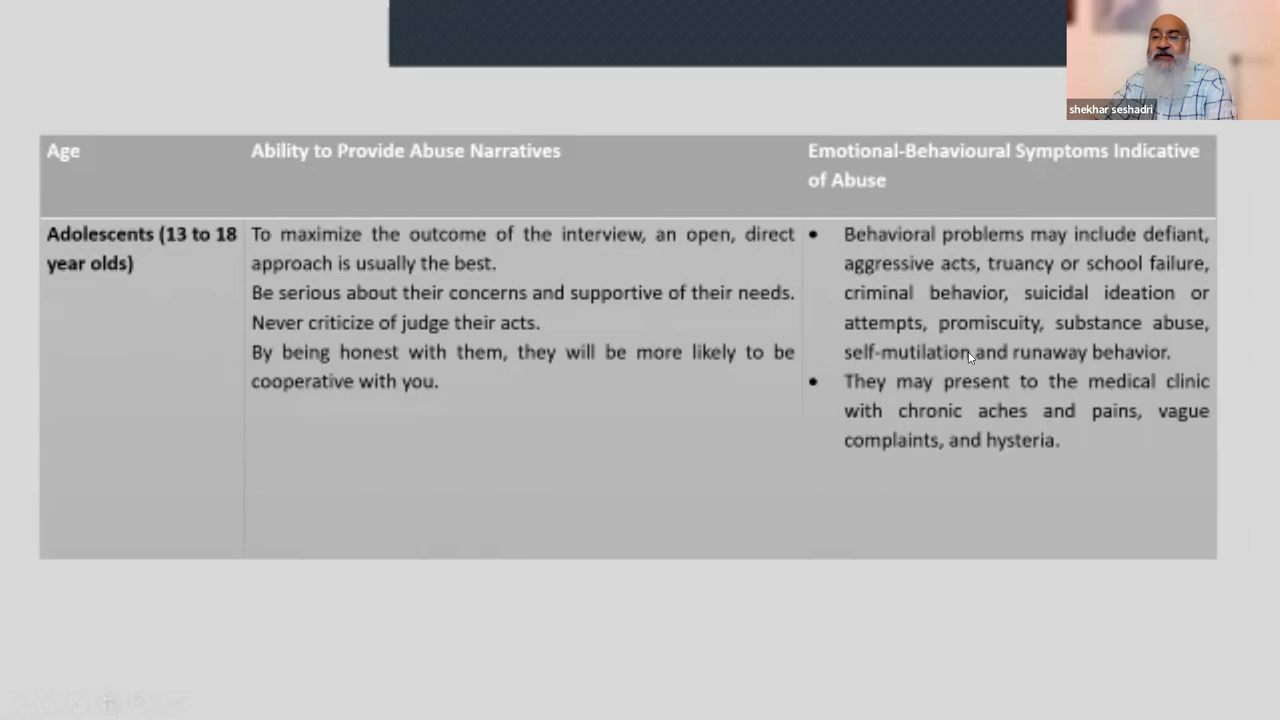 shekhar seshadri
Age
Ability to Provide Abuse Narratives
Emotional-Behavioural Symptoms Indicative
of Abuse
Adolescents (13 to 18
year olds)
To maximize the outcome of the interview, an open, direct
approach is usually the best.
Be serious about their concerns and supportive of their needs.
Never criticize of judge their acts.
By being honest with them, they will be more likely to be
cooperative with you.
• Behavioral problems may include defiant,
aggressive acts, truancy or school failure,
criminal behavior, suicidal ideation or
attempts, promiscuity, substance abuse,
self-mutilation and runaway behavior.
• They may present to the medical clinic
with chronic aches and pains, vague
complaints, and hysteria.